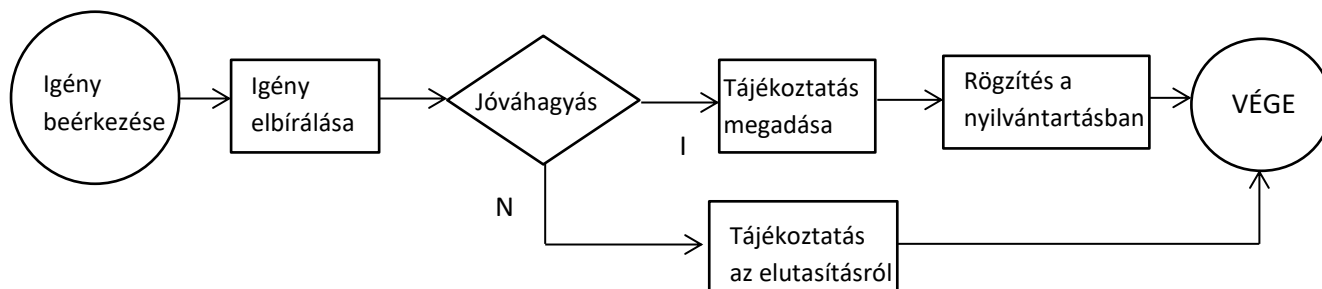 Igény
beérkezése
Igény
elbírálása
Jóváhagyás
I
Tájékoztatás
megadása
Rögzítés a
nyilvántartásban
VÉGE
N
Tájékoztatás
az elutasításról